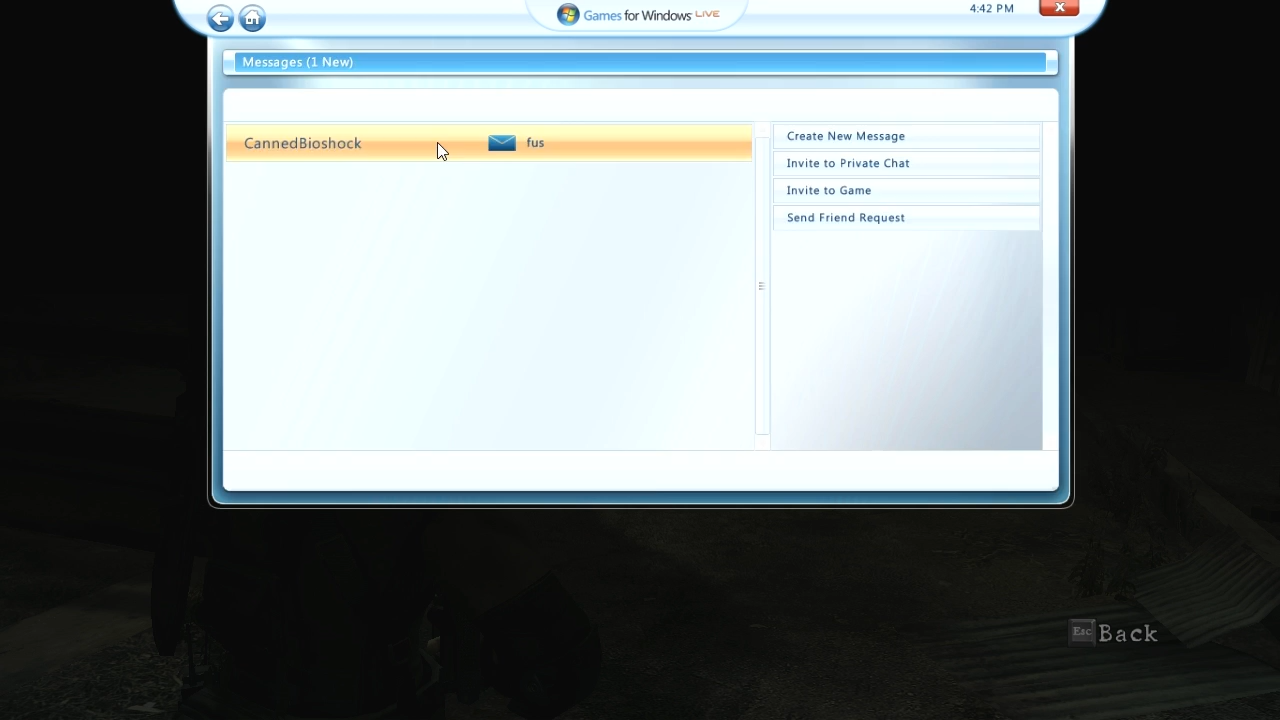 Games for Windows LIVE
4:42 PM
Messages (1 New)
CannedBioshock fus
Create New Message
Invite to Private Chat
Invite to Game
Send Friend Request
Esc Back